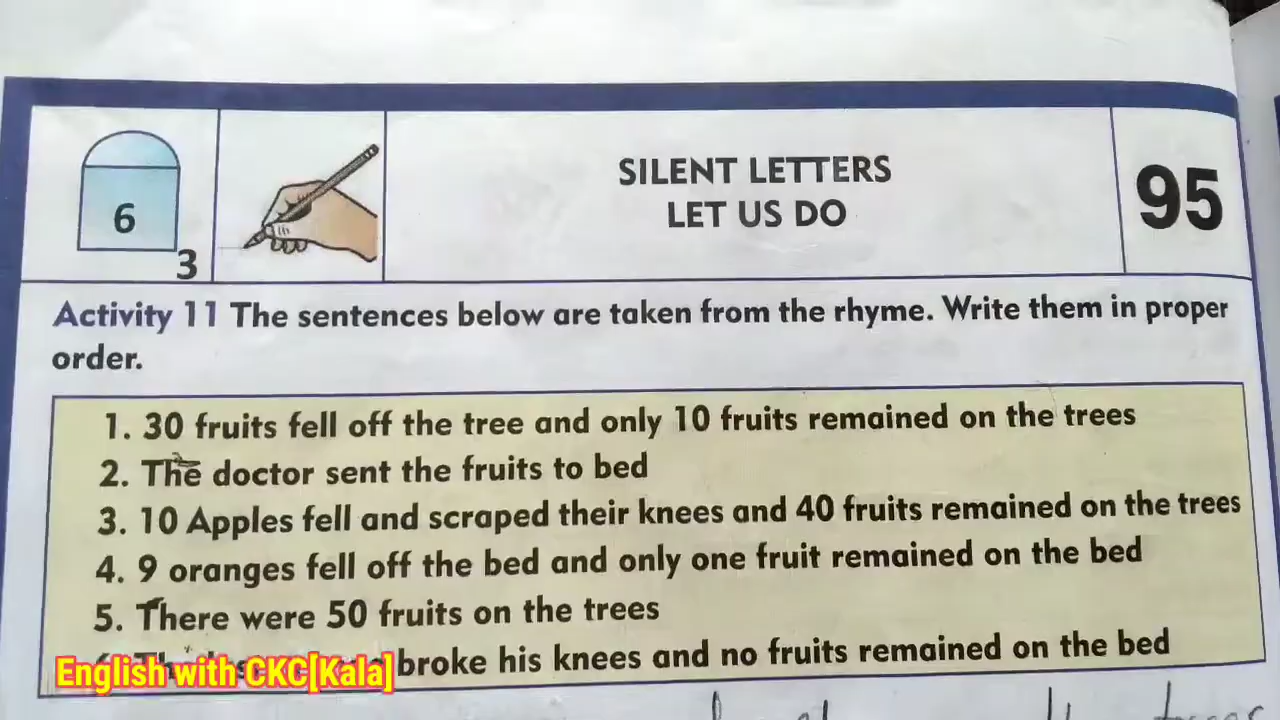 6
3
SILENT LETTERS
LET US DO
95
Activity 11 The sentences below are taken from the rhyme. Write them in proper
order.
1. 30 fruits fell off the tree and only 10 fruits remained on the trees
2. The doctor sent the fruits to bed
3. 10 Apples fell and scraped their knees and 40 fruits remained on the trees
4. 9 oranges fell off the bed and only one fruit remained on the bed
5. There were 50 fruits on the trees
broke his knees and no fruits remained on the bed
English with CKC[Kala]